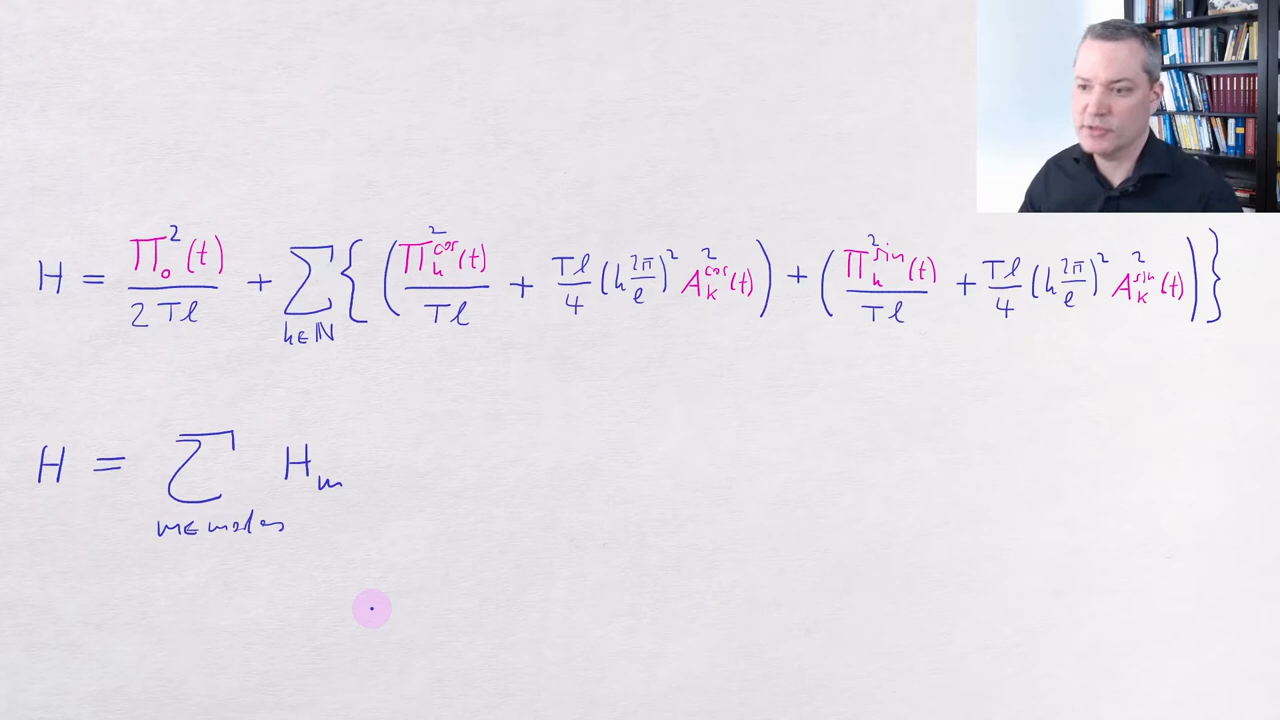 H = Π₀²(t) / 2Tl + Σ_{k∈ℕ} { ( Π_k^{cos 2}(t) / Tl + Tl/4 (k 2π/l)² A_k^{cos 2}(t) ) + ( Π_k^{sin 2}(t) / Tl + Tl/4 (k 2π/l)² A_k^{sin 2}(t) ) }
H = Σ_{m∈modes} H_m